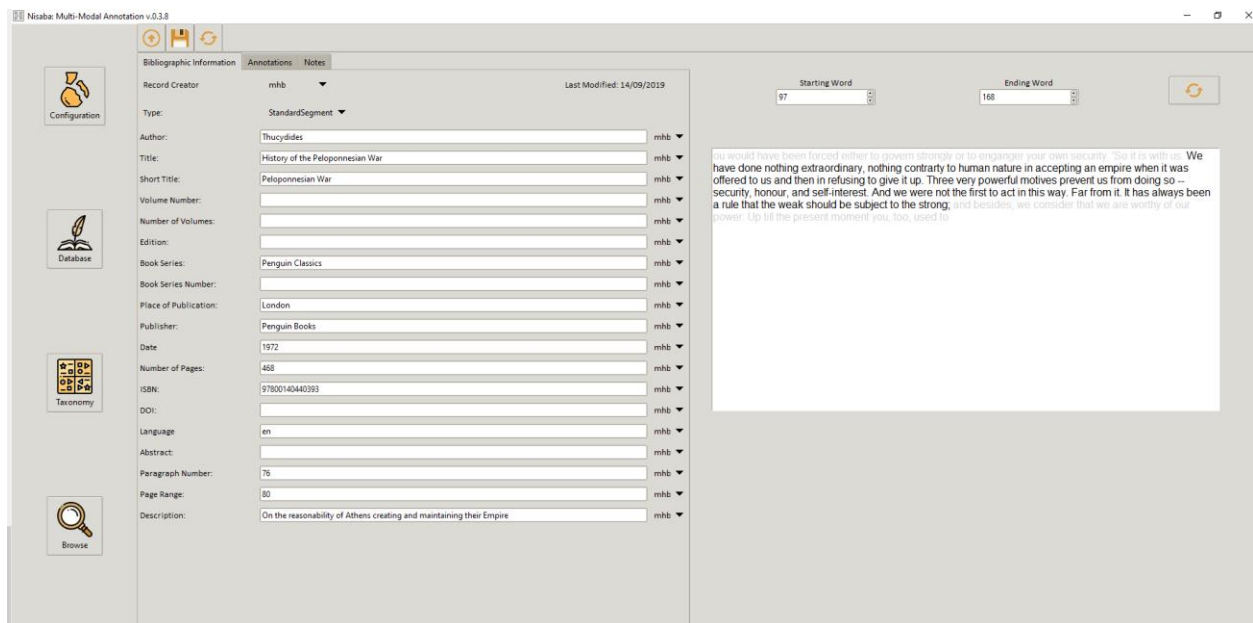 Nisaba: Multi-Modal Annotation v.0.3.8
Bibliographic Information Annotations Notes
Record Creator mhb Last Modified: 14/09/2019
Type: StandardSegment
Author: Thucydides mhb
Title: History of the Peloponnesian War mhb
Short Title: Peloponnesian War mhb
Volume Number: mhb
Number of Volumes: mhb
Edition: mhb
Book Series: Penguin Classics mhb
Book Series Number: mhb
Place of Publication: London mhb
Publisher: Penguin Books mhb
Date 1972 mhb
Number of Pages: 468 mhb
ISBN: 97800140440393 mhb
DOI: mhb
Language en mhb
Abstract: mhb
Paragraph Number: 76 mhb
Page Range: 80 mhb
Description: On the reasonability of Athens creating and maintaining their Empire mhb
Configuration
Database
Taxonomy
Browse
Starting Word Ending Word
97 168
ou would have been forced either to govern strongly or to enganger your own security. 'So it is with us. We
have done nothing extraordinary, nothing contrarty to human nature in accepting an empire when it was
offered to us and then in refusing to give it up. Three very powerful motives prevent us from doing so --
security, honour, and self-interest. And we were not the first to act in this way. Far from it. It has always been
a rule that the weak should be subject to the strong; and besides, we consider that we are worthy of our
power. Up till the present moment you, too, used to